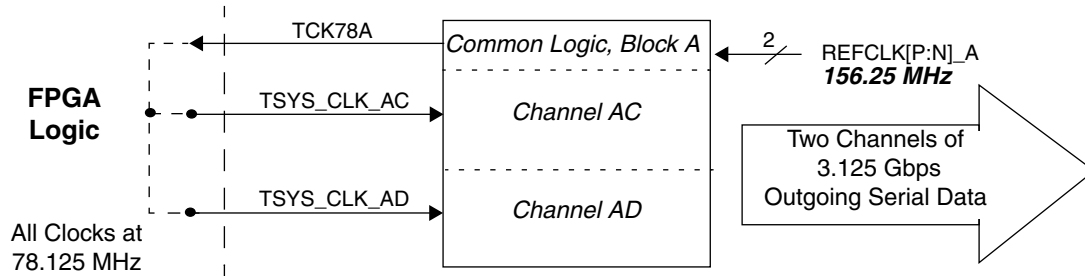 TCK78A
Common Logic, Block A
2
REFCLK[P:N]_A
156.25 MHz
FPGA
Logic
TSYS_CLK_AC
Channel AC
Two Channels of
3.125 Gbps
Outgoing Serial Data
TSYS_CLK_AD
Channel AD
All Clocks at
78.125 MHz